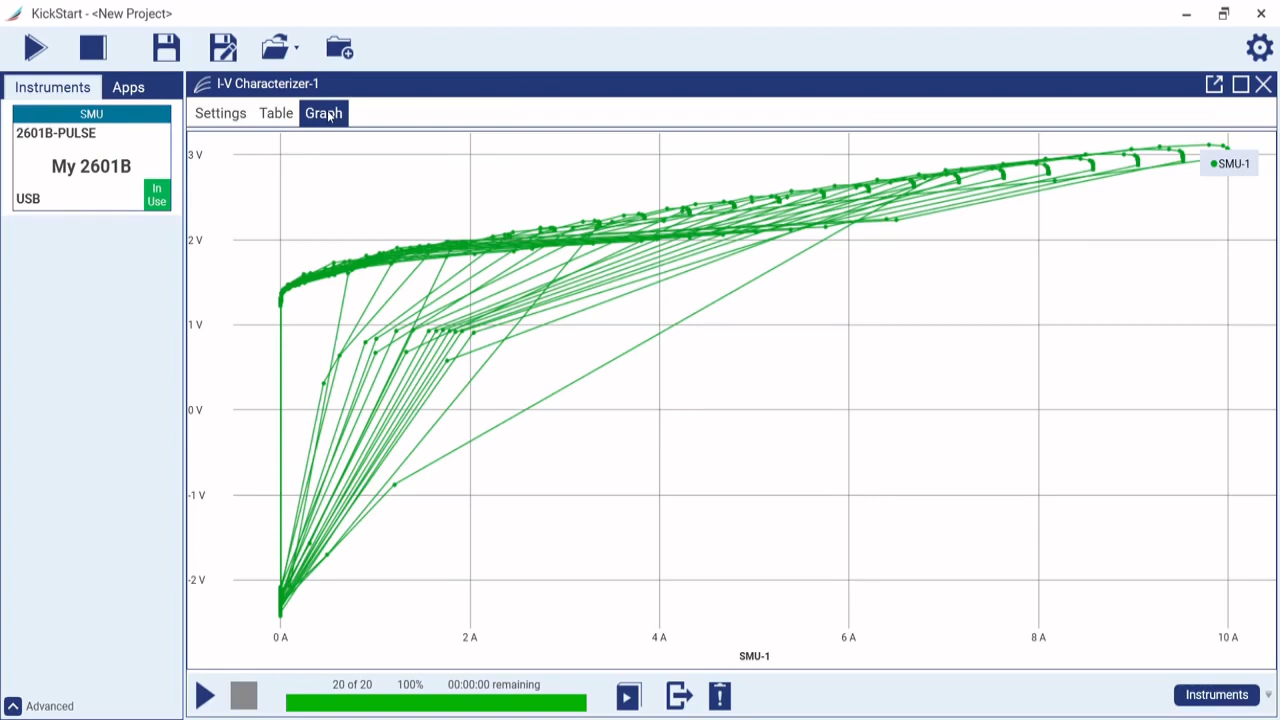 KickStart - <New Project>
Instruments
Apps
SMU
2601B-PULSE
My 2601B
USB
In Use
I-V Characterizer-1
Settings
Table
Graph
3 V
2 V
1 V
0 V
-1 V
-2 V
SMU-1
0 A
2 A
4 A
6 A
8 A
10 A
SMU-1
20 of 20
100%
00:00:00 remaining
Instruments
Advanced